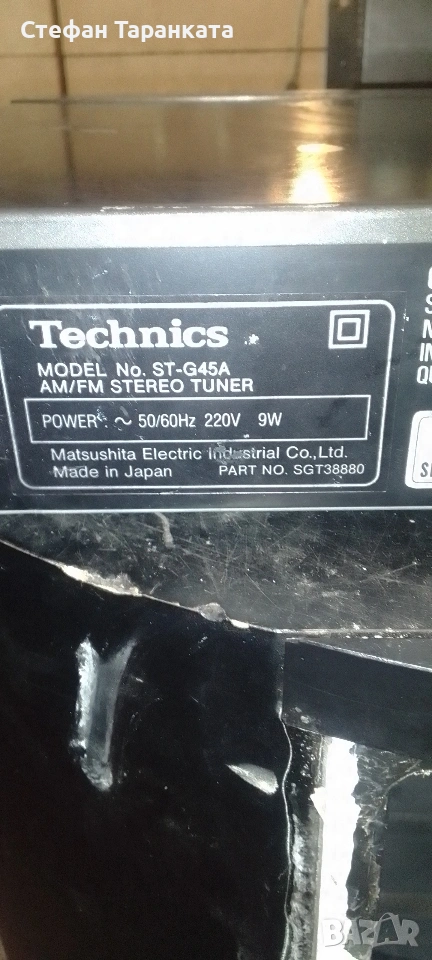 Стефан Таранката
Technics
MODEL No. ST-G45A
AM/FM STEREO TUNER
POWER : ~ 50/60Hz 220V 9W
Matsushita Electric Industrial Co.,Ltd.
Made in Japan PART NO. SGT38880
BAZAR